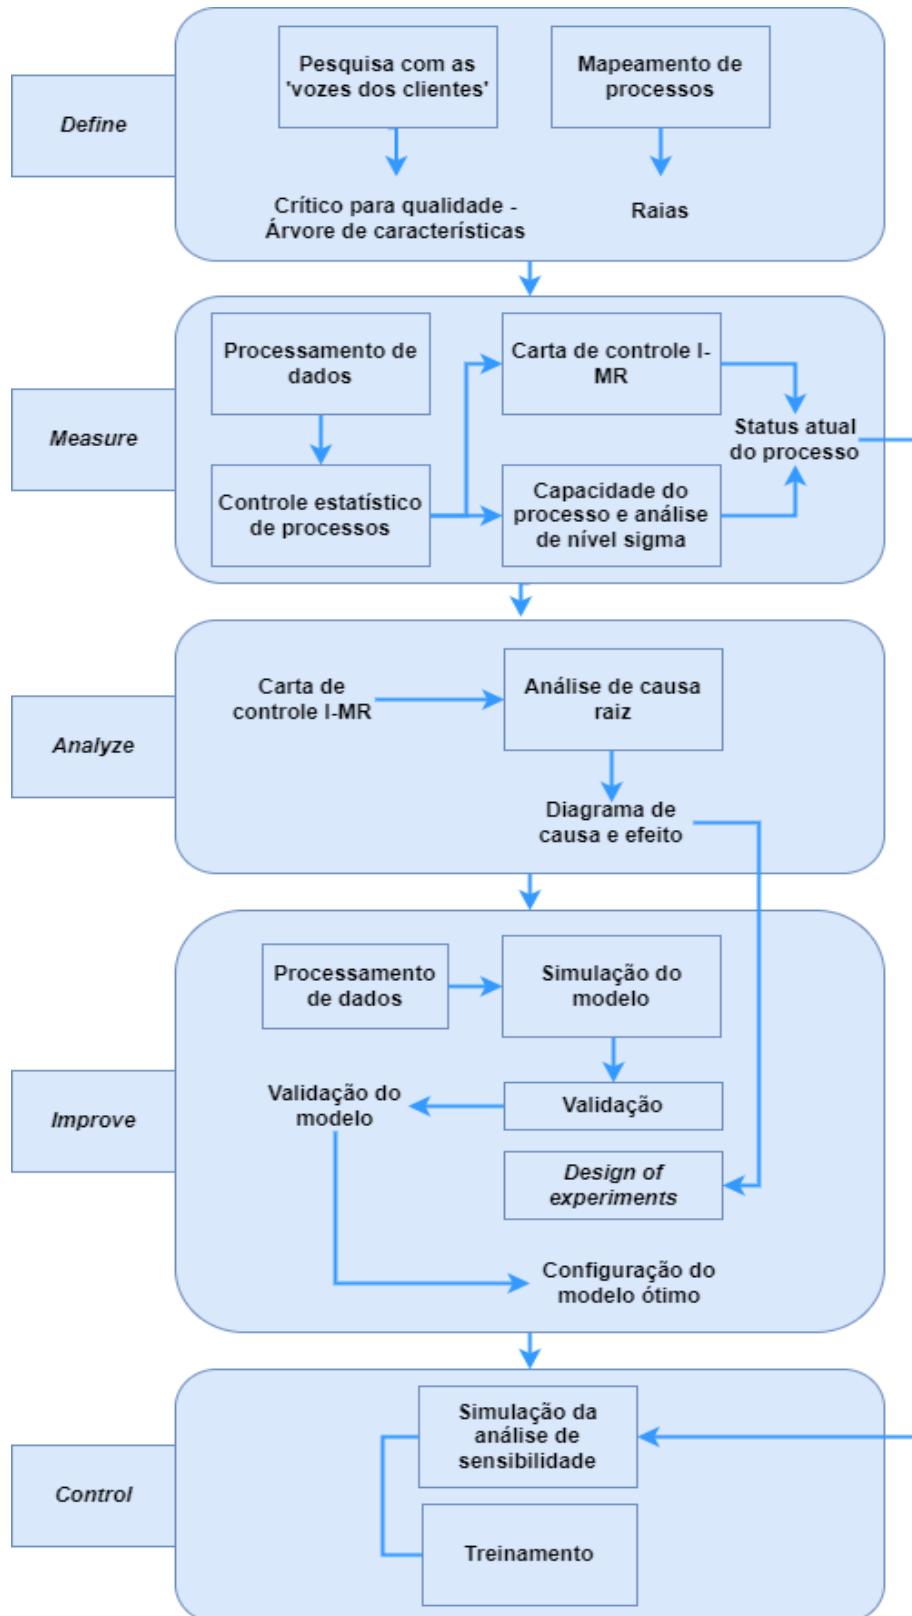 Define
Pesquisa com as
'vozes dos clientes'
Mapeamento de
processos
Crítico para qualidade -
Árvore de características
Raias
Measure
Processamento de
dados
Carta de controle I-
MR
Status atual
do processo
Controle estatístico
de processos
Capacidade do
processo e análise
de nível sigma
Analyze
Carta de
controle I-MR
Análise de causa
raiz
Diagrama de
causa e efeito
Improve
Processamento
de dados
Simulação do
modelo
Validação do
modelo
Validação
Design of
experiments
Configuração do
modelo ótimo
Control
Simulação da
análise de
sensibilidade
Treinamento